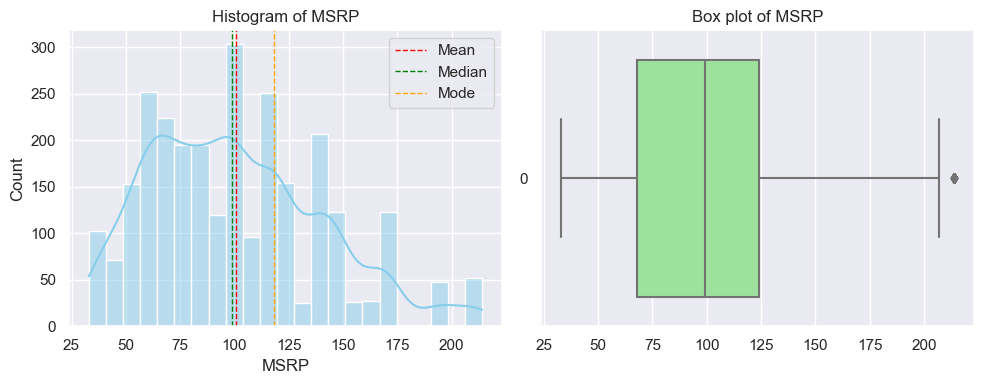 Histogram of MSRP
300
250
200
150
100
50
0
Count
Mean
Median
Mode
25 50 75 100 125 150 175 200
MSRP
Box plot of MSRP
0
25 50 75 100 125 150 175 200